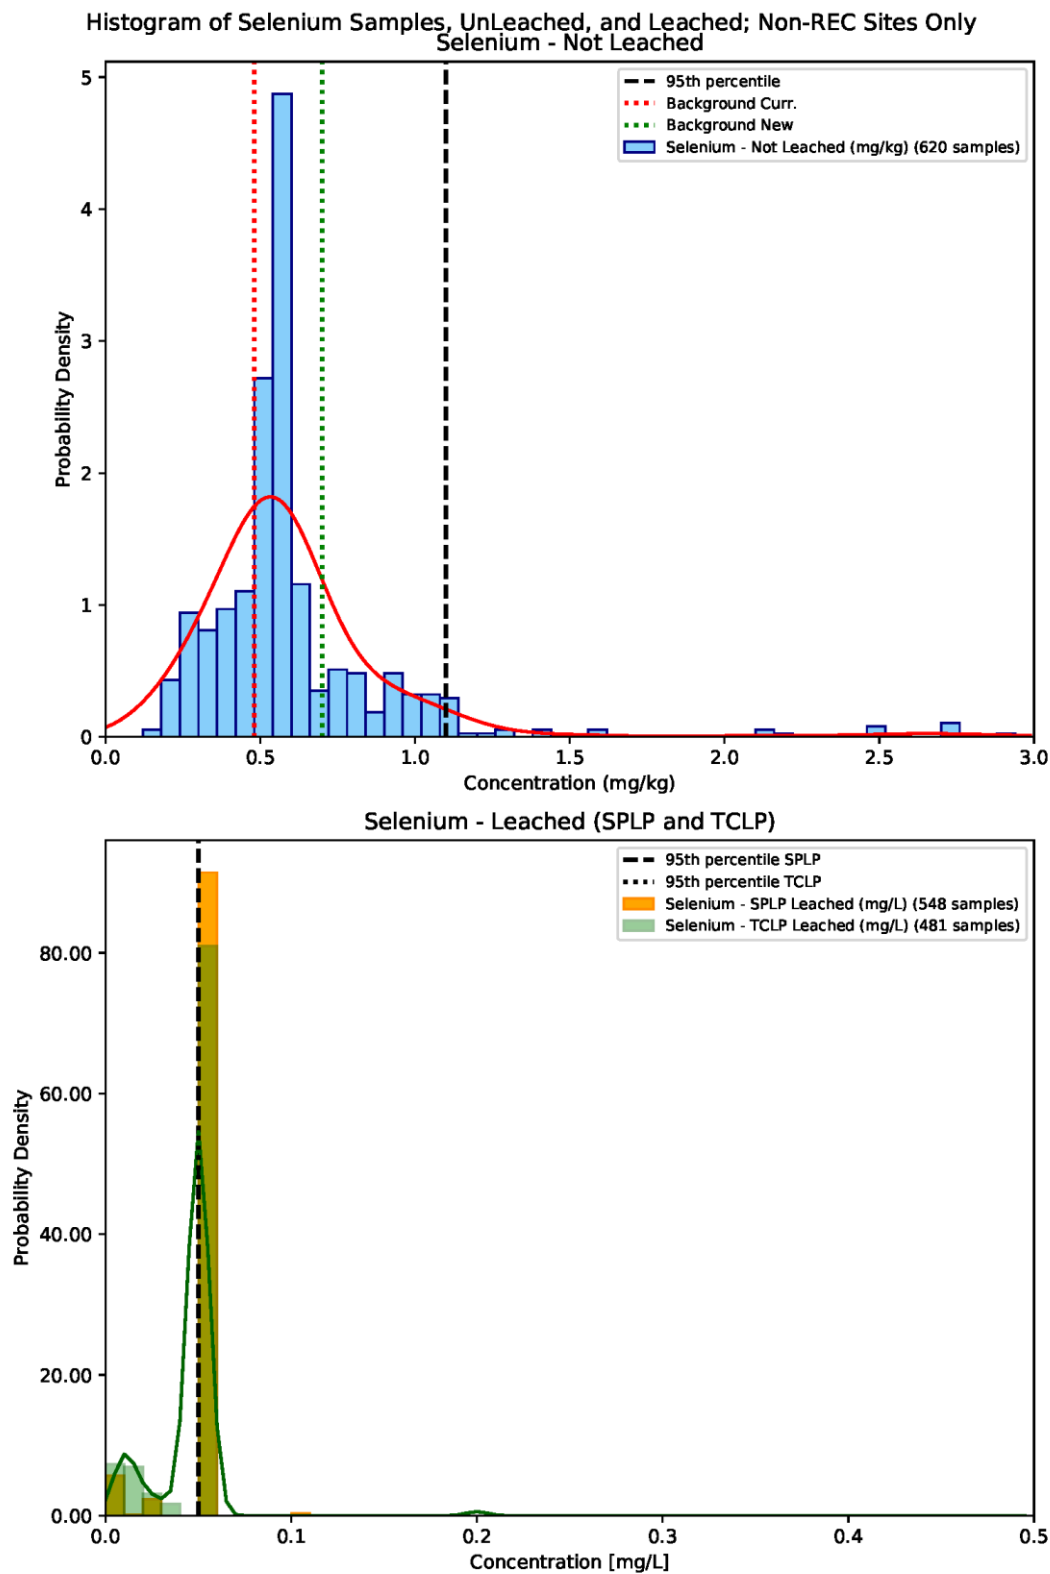 Histogram of Selenium Samples, UnLeached, and Leached; Non-REC Sites Only
Selenium - Not Leached
95th percentile
Background Curr.
Background New
Selenium - Not Leached (mg/kg) (620 samples)
Probability Density
5
4
3
2
1
0
0.0 0.5 1.0 1.5 2.0 2.5 3.0
Concentration (mg/kg)
Selenium - Leached (SPLP and TCLP)
95th percentile SPLP
95th percentile TCLP
Selenium - SPLP Leached (mg/L) (548 samples)
Selenium - TCLP Leached (mg/L) (481 samples)
Probability Density
80.00
60.00
40.00
20.00
0.00
0.0 0.1 0.2 0.3 0.4 0.5
Concentration [mg/L]